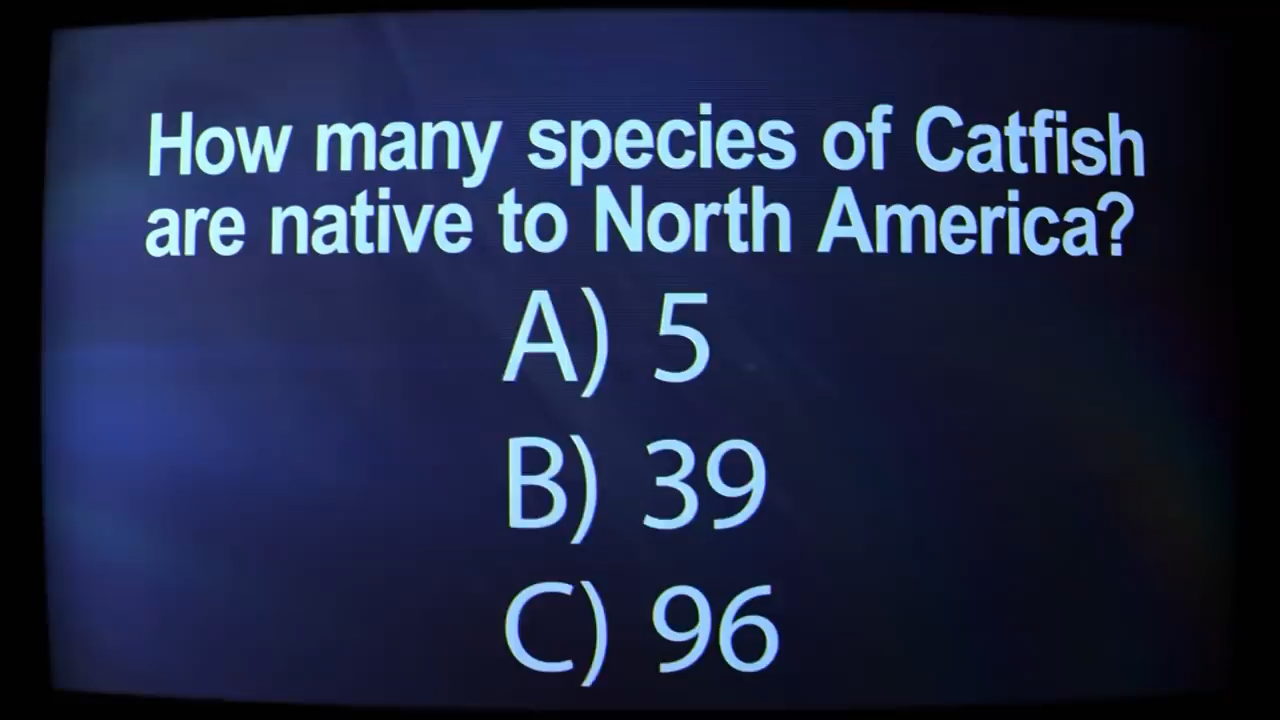 How many species of Catfish
are native to North America?
A) 5
B) 39
C) 96